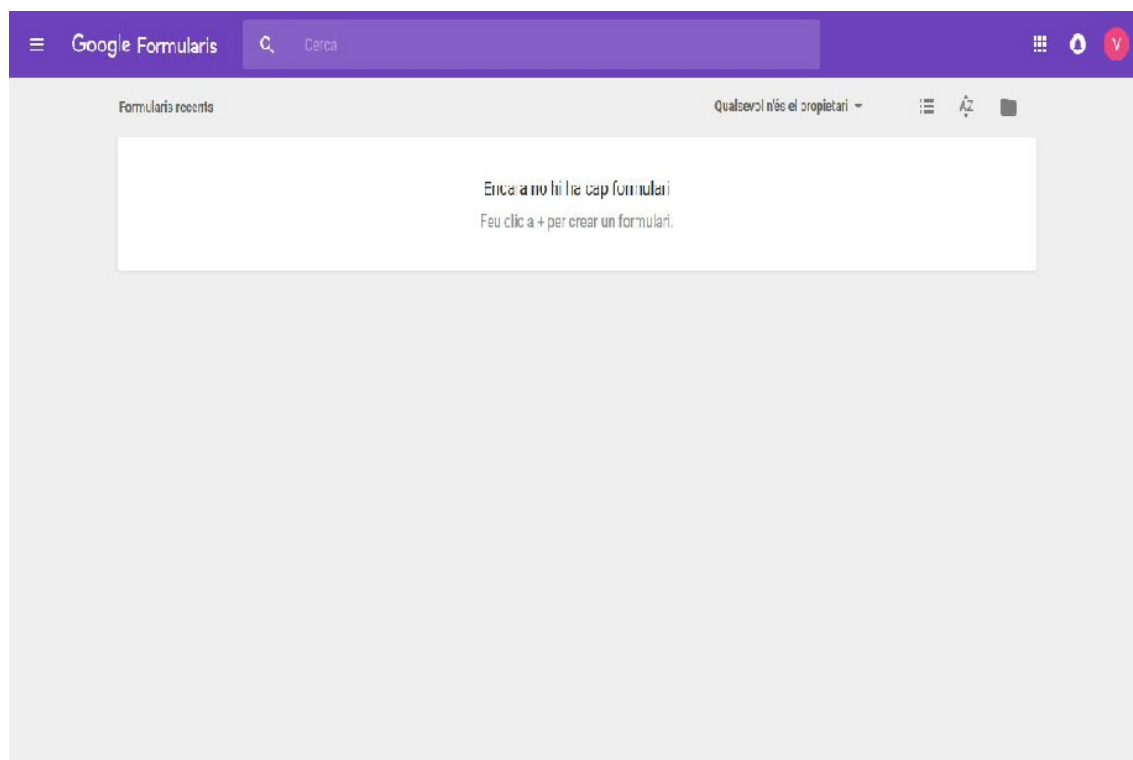 Google Formularis
Cerca
V
Formularis recents
Qualsevol n'és el propietari
AZ
Encara no hi ha cap formulari
Feu clic a + per crear un formulari.